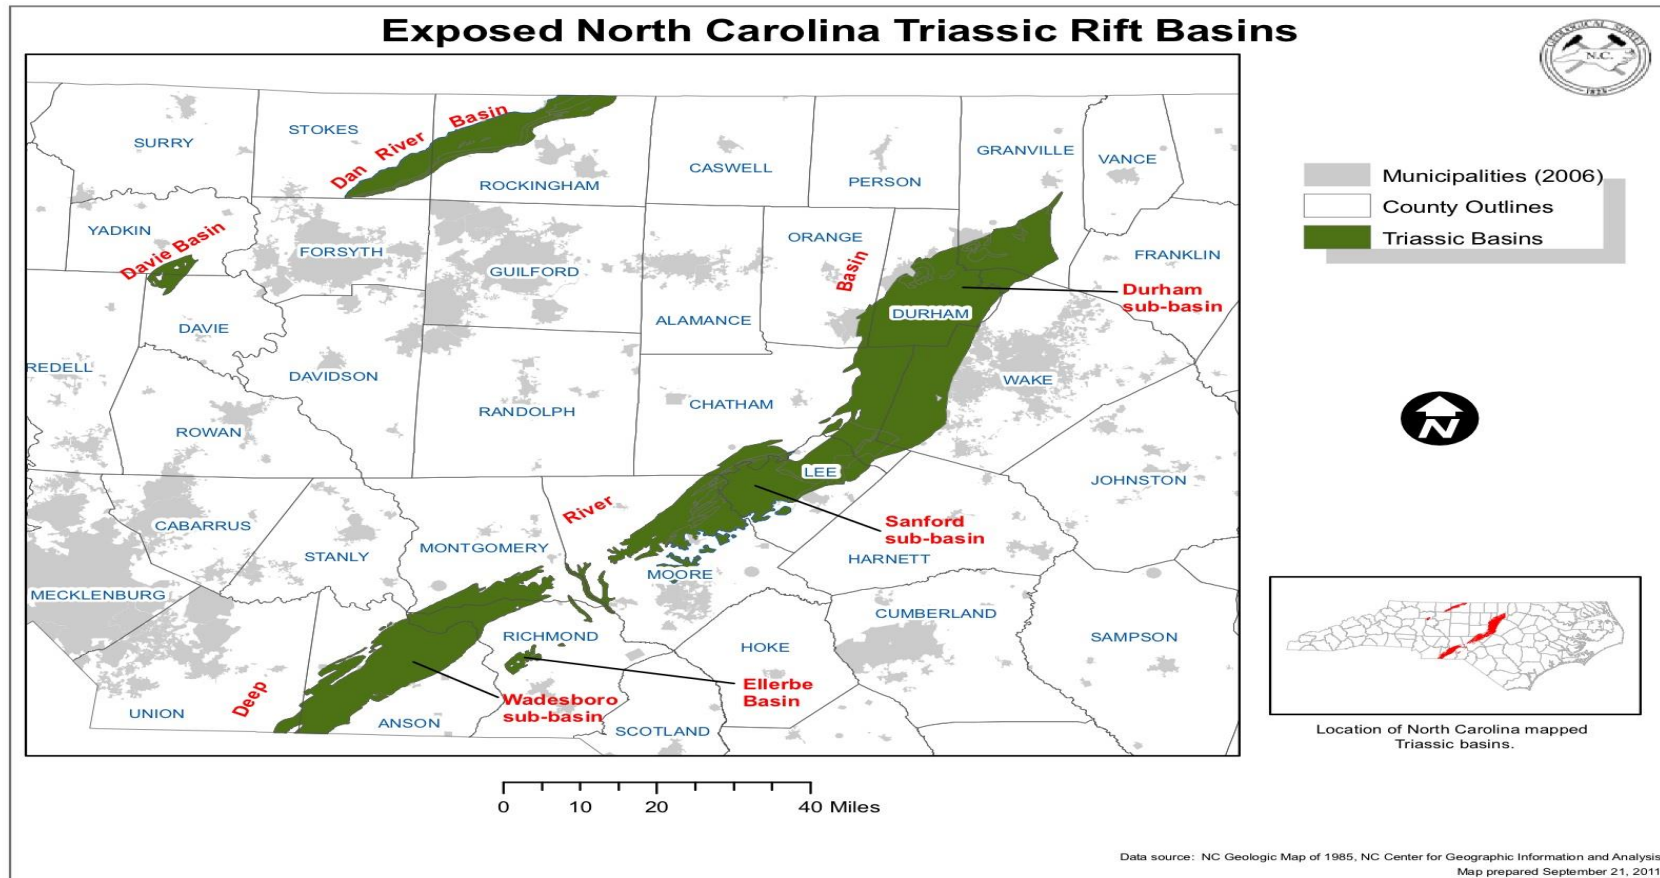 Exposed North Carolina Triassic Rift Basins
N.C.
1823
SURRY
STOKES
Dan River Basin
ROCKINGHAM
CASWELL
PERSON
GRANVILLE
VANCE
YADKIN
Davie Basin
FORSYTH
GUILFORD
ORANGE
Basin
FRANKLIN
Durham
sub-basin
DAVIE
ALAMANCE
DURHAM
REDELL
DAVIDSON
RANDOLPH
CHATHAM
WAKE
ROWAN
LEE
JOHNSTON
CABARRUS
STANLY
MONTGOMERY
River
Sanford
sub-basin
HARNETT
MECKLENBURG
MOORE
RICHMOND
CUMBERLAND
HOKE
SAMPSON
UNION
Deep
ANSON
Wadesboro
sub-basin
Ellerbe
Basin
SCOTLAND
0 10 20 40 Miles
Municipalities (2006)
County Outlines
Triassic Basins
N
Location of North Carolina mapped
Triassic basins.
Data source: NC Geologic Map of 1985, NC Center for Geographic Information and Analysis
Map prepared September 21, 2011